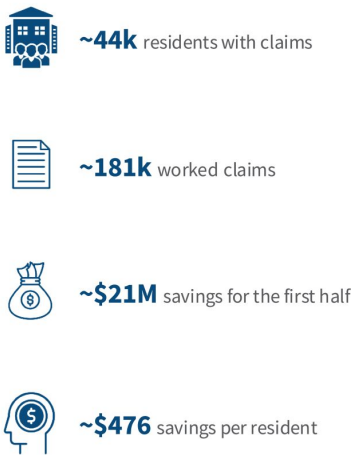 ~44k residents with claims
~181k worked claims
$
~$21M savings for the first half
$
~$476 savings per resident